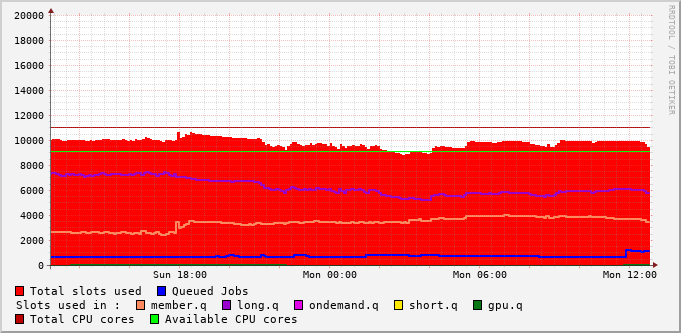 20000
18000
16000
14000
12000
10000
8000
6000
4000
2000
0
Sun 18:00 Mon 00:00 Mon 06:00 Mon 12:00
Total slots used Queued Jobs
Slots used in : member.q long.q ondemand.q short.q gpu.q
Total CPU cores Available CPU cores
RRDTOOL / TOBI OETIKER